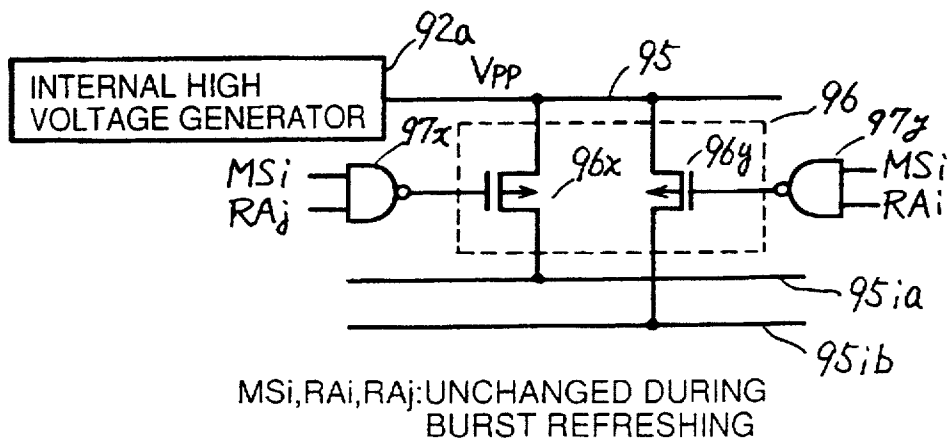 92a
INTERNAL HIGH
VOLTAGE GENERATOR
VPP
95
96
97x
97y
MSi
RAj
96x
96y
MSi
RAi
95ia
95ib
MSi,RAi,RAj:UNCHANGED DURING
BURST REFRESHING